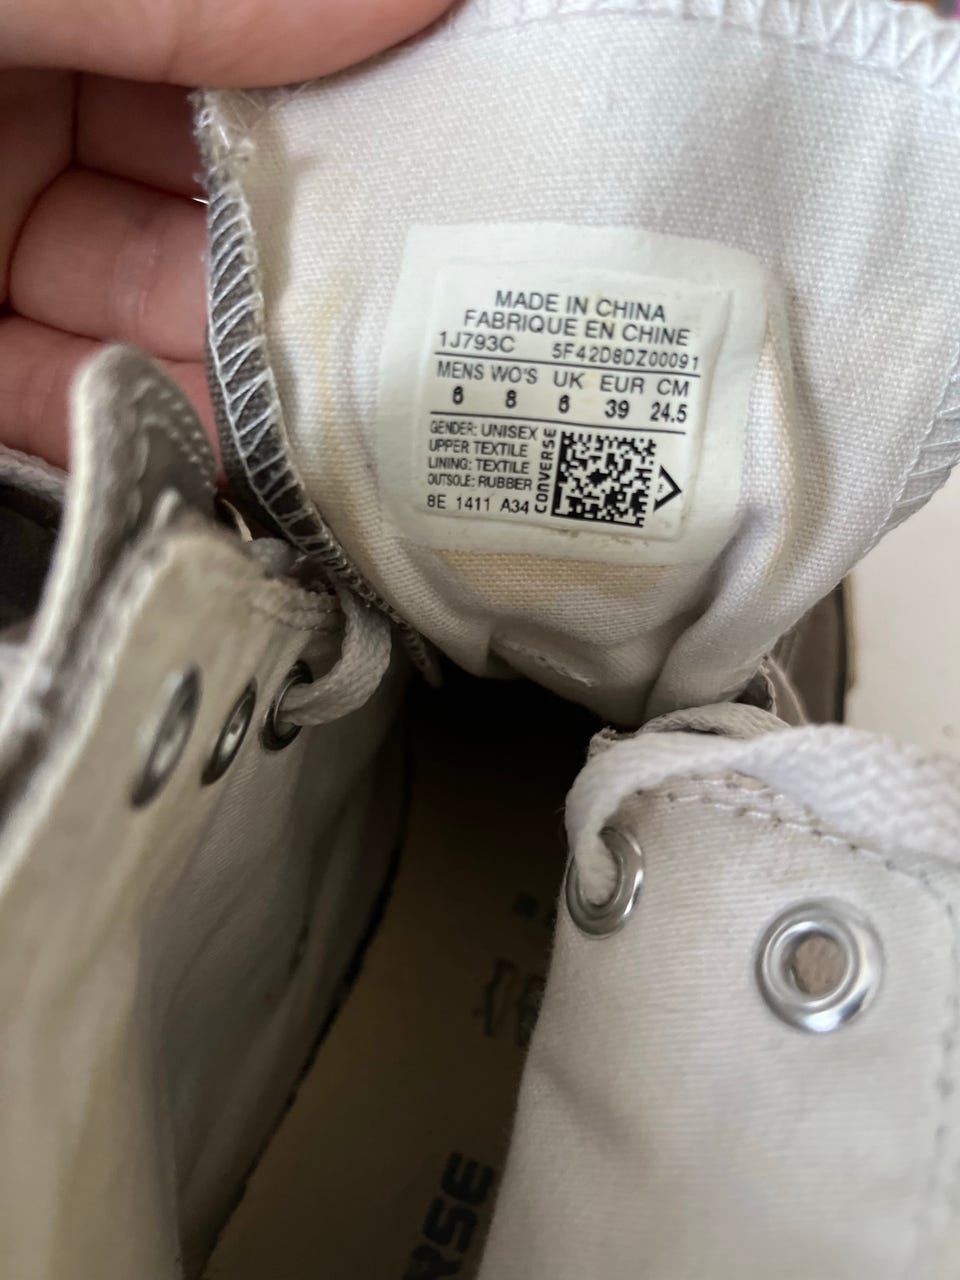 MADE IN CHINA
FABRIQUE EN CHINE
1J793C 5F42D8DZ00091
MENS WO'S UK EUR CM
6 8 6 39 24.5
GENDER: UNISEX
UPPER TEXTILE
LINING: TEXTILE
OUTSOLE: RUBBER
CONVERSE
8E 1411 A34
RSE